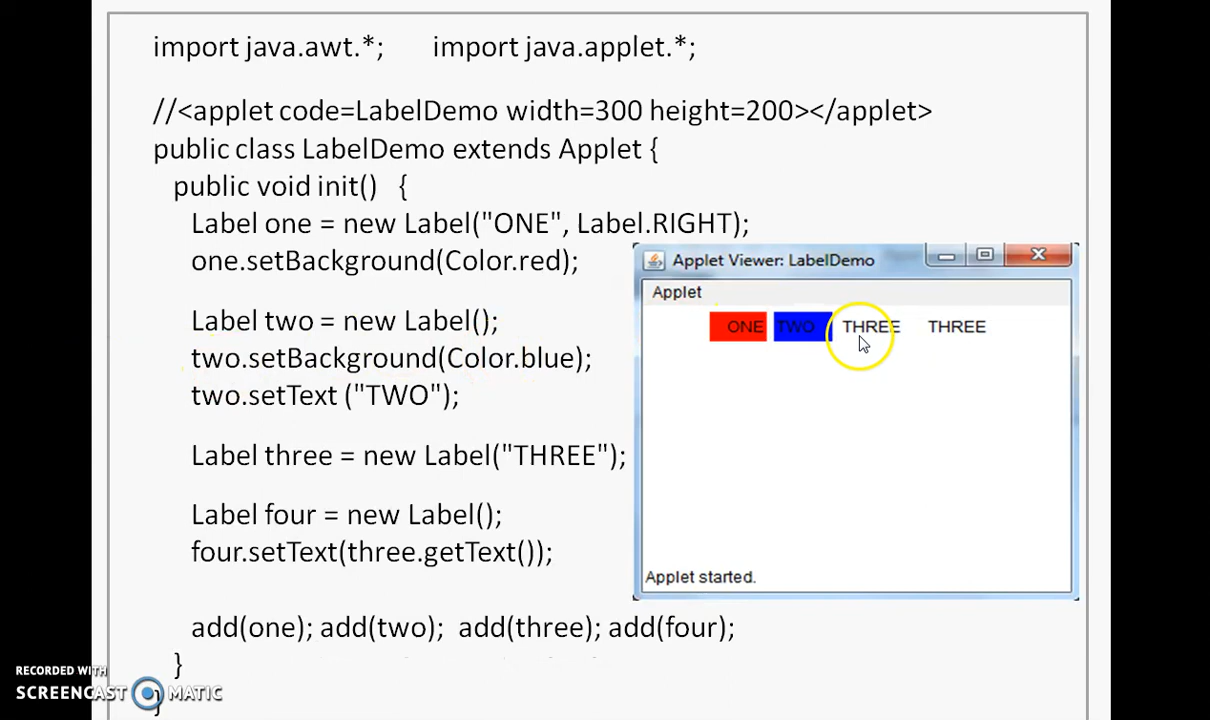 import java.awt.*;     import java.applet.*;
//<applet code=LabelDemo width=300 height=200></applet>
public class LabelDemo extends Applet {
public void init()   {
Label one = new Label("ONE", Label.RIGHT);
one.setBackground(Color.red);
Label two = new Label();
two.setBackground(Color.blue);
two.setText ("TWO");
Label three = new Label("THREE");
Label four = new Label();
four.setText(three.getText());
add(one); add(two);  add(three); add(four);
}
}
Applet Viewer: LabelDemo
Applet
ONE TWO THREE THREE
Applet started.
RECORDED WITH
SCREENCAST MATIC